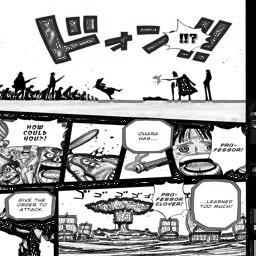 ドォーン
!!?
HOW
COULD
YOU?!
OHARA
HAS...
PRO-
FESSOR!
GIVE THE
ORDER TO
ATTACK.
PRO-
FESSOR
CLOVER!
...LEARNED
TOO MUCH!